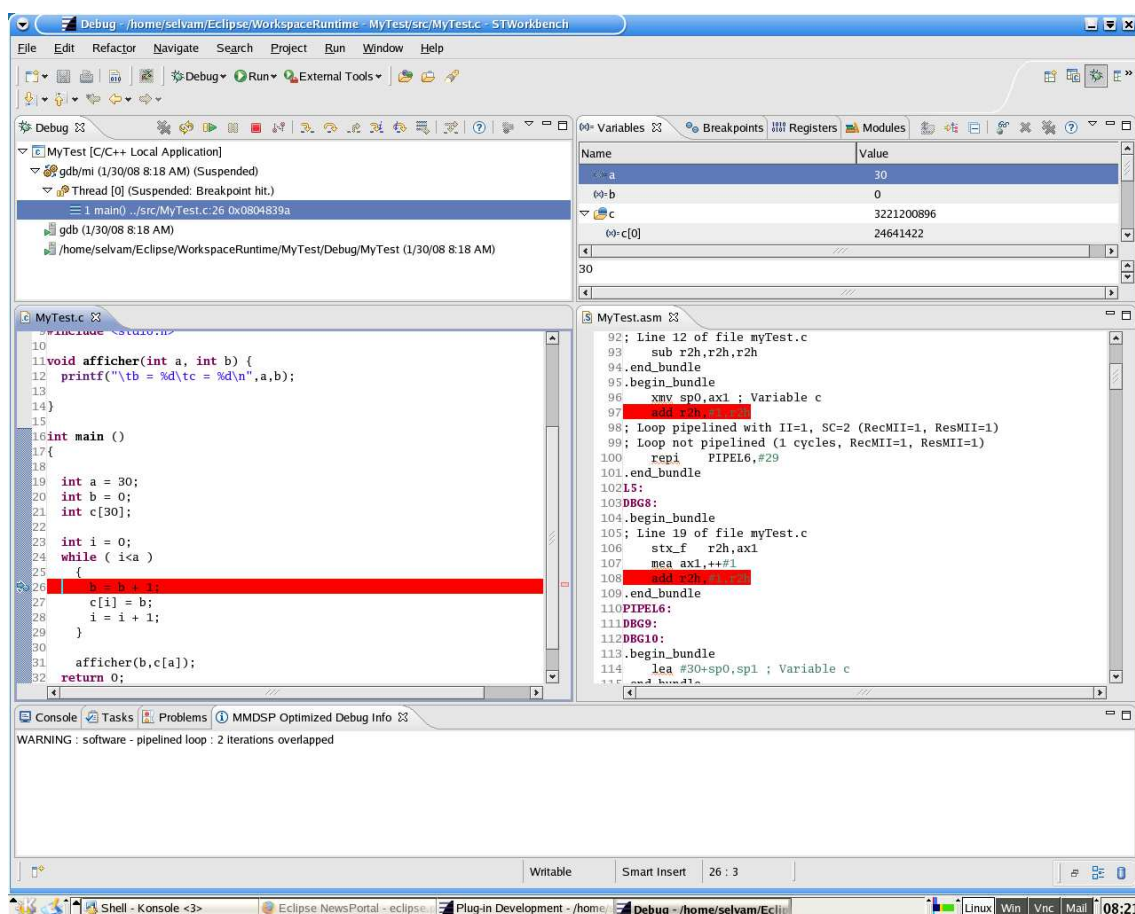 Debug - /home/selvam/Eclipse/WorkspaceRuntime - MyTest/src/MyTest.c - STWorkbench
File Edit Refactor Navigate Search Project Run Window Help
Debug Run External Tools
Debug
MyTest [C/C++ Local Application]
gdb/mi (1/30/08 8:18 AM) (Suspended)
Thread [0] (Suspended: Breakpoint hit.)
1 main() ../src/MyTest.c:26 0x0804839a
gdb (1/30/08 8:18 AM)
/home/selvam/Eclipse/WorkspaceRuntime/MyTest/Debug/MyTest (1/30/08 8:18 AM)
Variables Breakpoints Registers Modules
Name Value
a 30
b 0
c 3221200896
c[0] 24641422
30
MyTest.c
9 #include <stdio.h>
10
11 void afficher(int a, int b) {
12 printf("\tb = %d\tc = %d\n",a,b);
13
14 }
15
16 int main ()
17 {
18
19 int a = 30;
20 int b = 0;
21 int c[30];
22
23 int i = 0;
24 while ( i<a )
25 {
26 b = b + 1;
27 c[i] = b;
28 i = i + 1;
29 }
30
31 afficher(b,c[a]);
32 return 0;
MyTest.asm
92 ; Line 12 of file myTest.c
93 sub r2h,r2h,r2h
94 .end_bundle
95 .begin_bundle
96 xmv sp0,ax1 ; Variable c
97 add r2h,#1,r2h
98 ; Loop pipelined with II=1, SC=2 (RecMII=1, ResMII=1)
99 ; Loop not pipelined (1 cycles, RecMII=1, ResMII=1)
100 repi PIPEL6,#29
101 .end_bundle
102 L5:
103 DBG8:
104 .begin_bundle
105 ; Line 19 of file myTest.c
106 stx_f r2h,ax1
107 mea ax1,++#1
108 add r2h,#1,r2h
109 .end_bundle
110 PIPEL6:
111 DBG9:
112 DBG10:
113 .begin_bundle
114 lea #30+sp0,sp1 ; Variable c
115 .end_bundle
Console Tasks Problems MMDSP Optimized Debug Info
WARNING : software - pipelined loop : 2 iterations overlapped
Writable Smart Insert 26 : 3
Shell - Konsole <3> Eclipse NewsPortal - eclipse. Plug-in Development - /home/ Debug - /home/selvam/Ecli Linux Win Vnc Mail 08:2